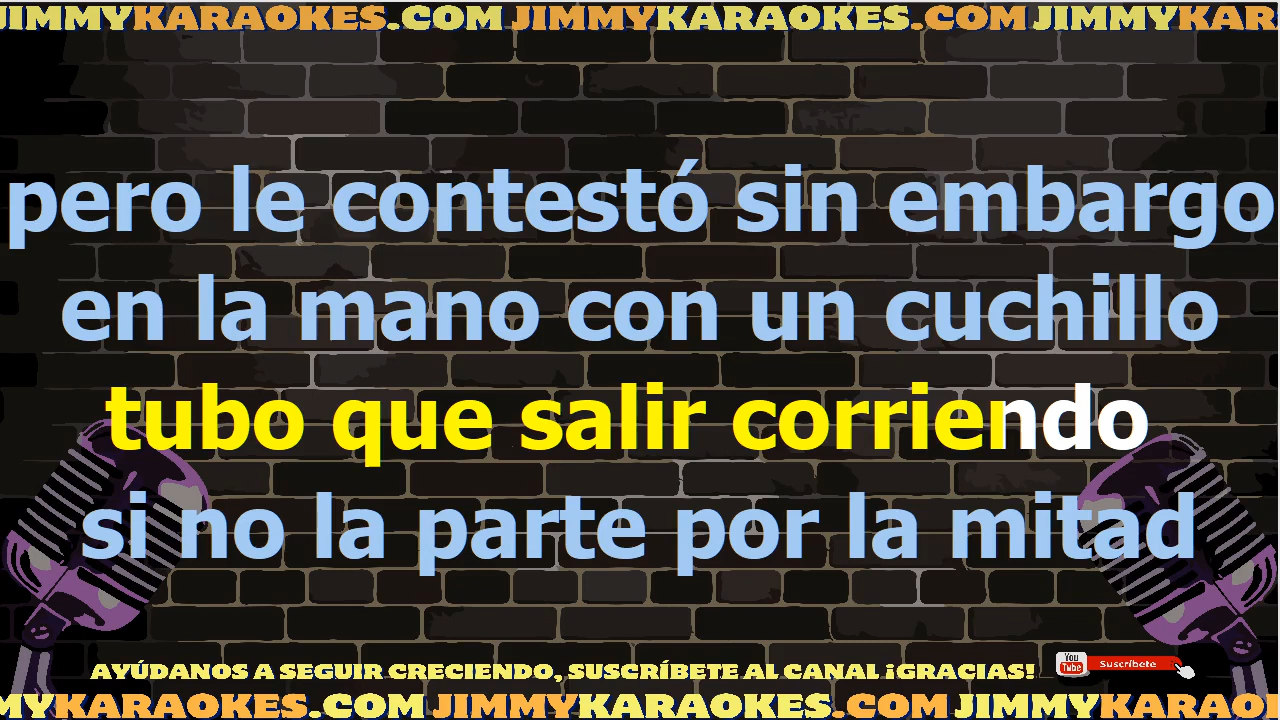 JIMMYKARAOKES.COM JIMMYKARAOKES.COM JIMMYKAR
pero le contestó sin embargo
en la mano con un cuchillo
tubo que salir corriendo
si no la parte por la mitad
AYÚDANOS A SEGUIR CRECIENDO, SUSCRÍBETE AL CANAL ¡GRACIAS!
You Tube Suscríbete
MYKARAOKES.COM JIMMYKARAOKES.COM JIMMYKARAO